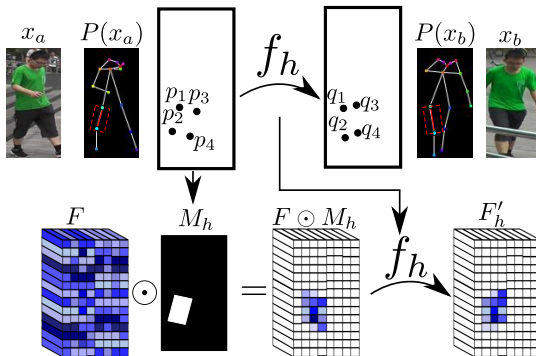 x_a P(x_a) f_h P(x_b) x_b
p_1 p_3 q_1 q_3
p_2 p_4 q_2 q_4
F M_h F ⊙ M_h F'_h
⊙ = f_h